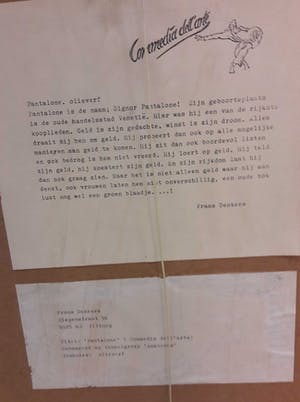 Commedia dell'arte
Pantalone. olieverf
Pantalone is de naam; Signor Pantalone! Zijn geboorteplaats
is de oude handelsstad Venetië. Hier was hij een van de rijkste
kooplieden. Geld is zijn gedachte, winst is zijn droom. Alles
draait bij hem om geld. Hij probeert dan ook op alle mogelijke
manieren aan geld te komen. Hij zit dan ook boordevol listen
en ook bedrog is hem niet vreemd. Hij loert op geld. Hij telt
zijn geld, hij koestert zijn geld. En zijn rijkdom laat hij
dan ook graag zien. Maar het is niet alleen geld waar hij aan
denkt, ook vrouwen laten hem niet onverschillig, een oude bok
lust nog wel een groen blaadje. ...!
Frans Donkers
Frans Donkers
Tilburg
Titel: 'Pantalone' ( Commedia dell'arte)